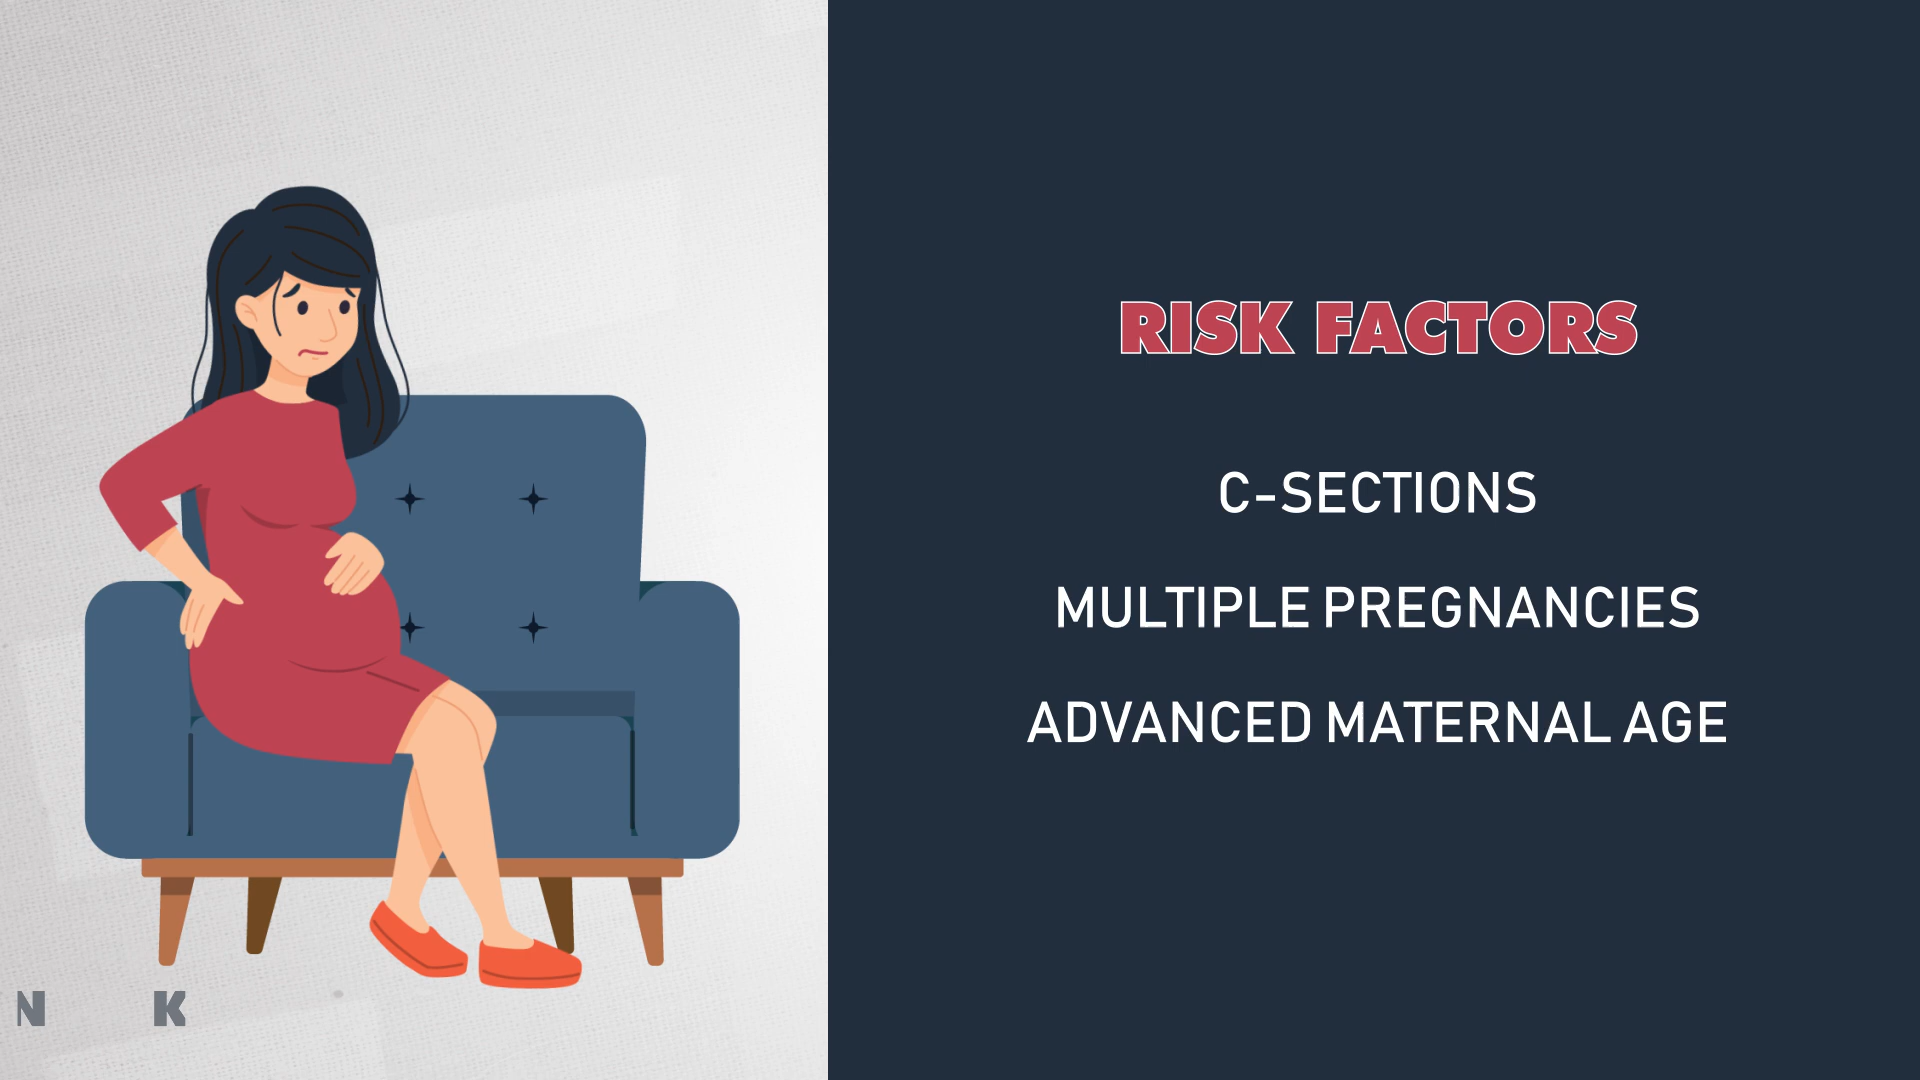 RISK FACTORS
C-SECTIONS
MULTIPLE PREGNANCIES
ADVANCED MATERNAL AGE
N K